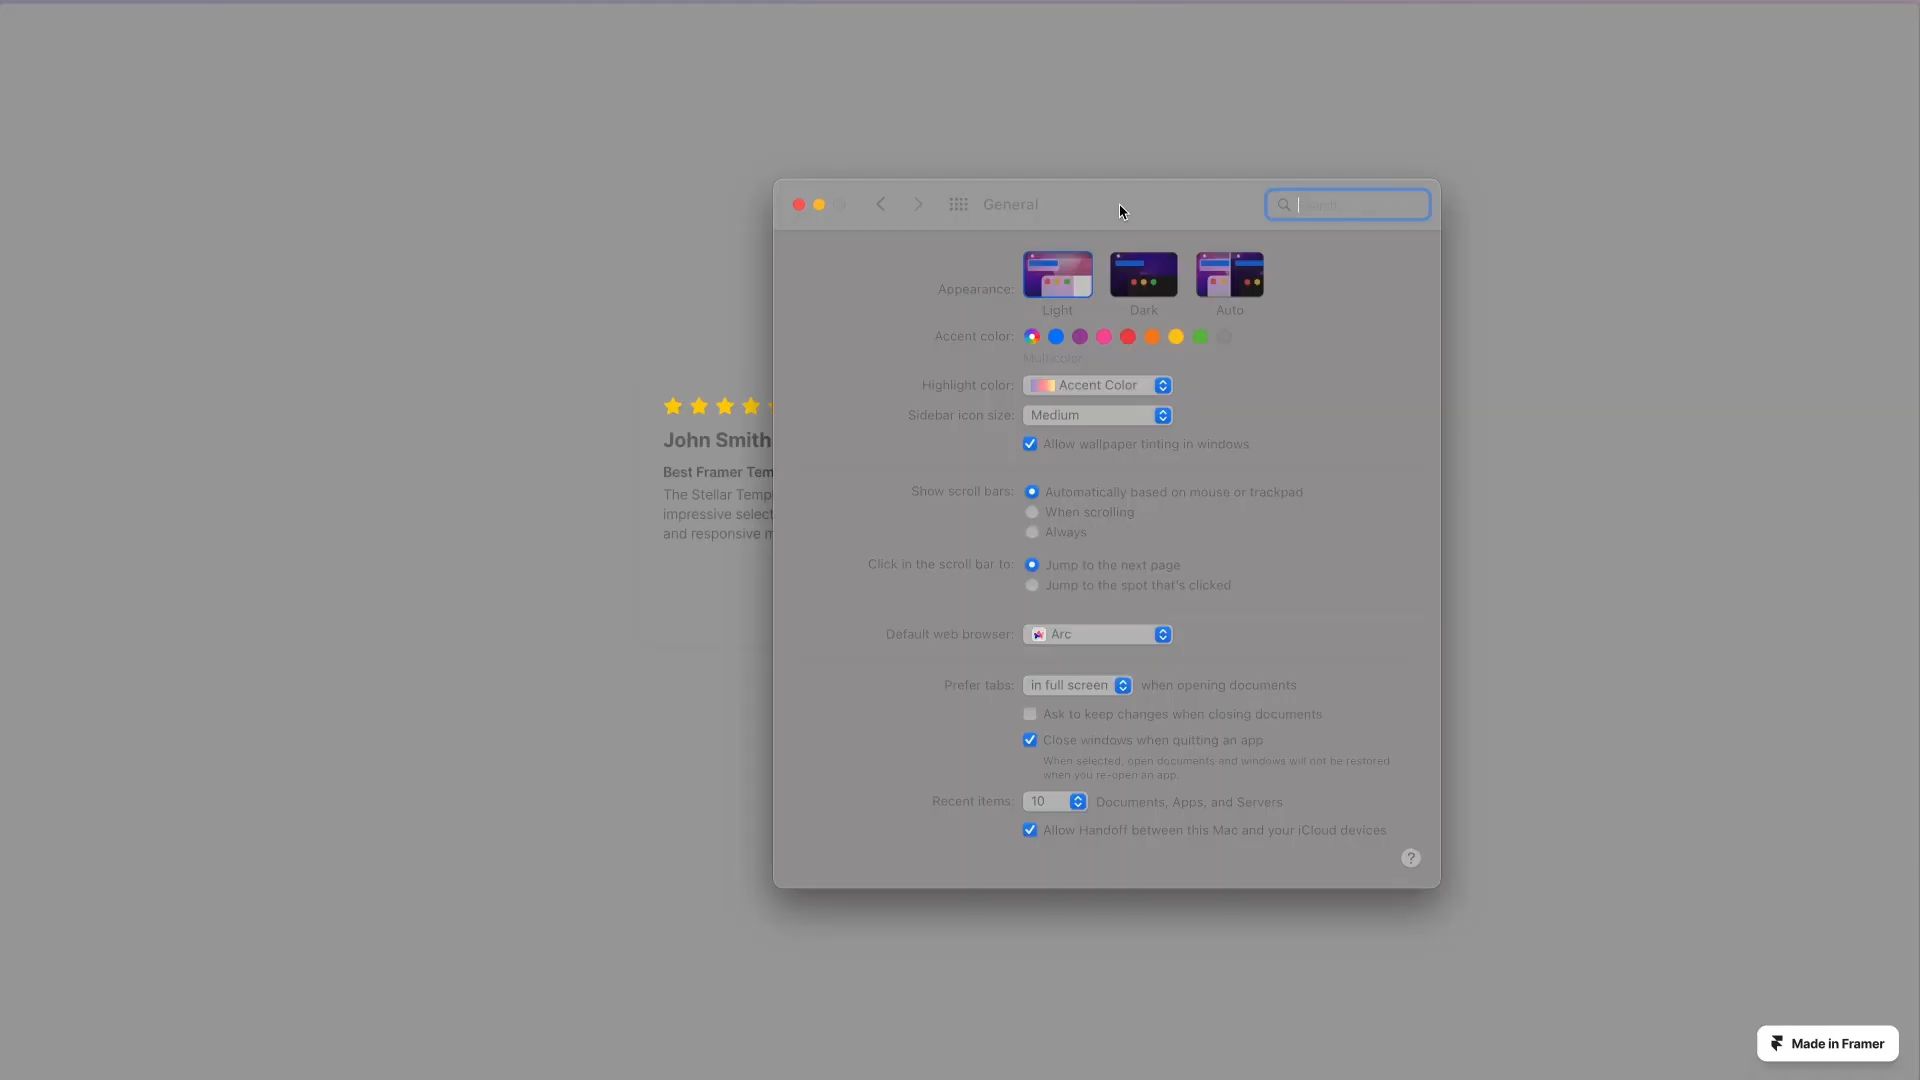 General
Search
Appearance:
Light
Dark
Auto
Accent color:
Multicolor
Highlight color:
Accent Color
Sidebar icon size:
Medium
Allow wallpaper tinting in windows
Show scroll bars:
Automatically based on mouse or trackpad
When scrolling
Always
Click in the scroll bar to:
Jump to the next page
Jump to the spot that's clicked
Default web browser:
Arc
Prefer tabs:
in full screen
when opening documents
Ask to keep changes when closing documents
Close windows when quitting an app
When selected, open documents and windows will not be restored
when you re-open an app.
Recent items:
10
Documents, Apps, and Servers
Allow Handoff between this Mac and your iCloud devices
?
John Smith
Best Framer Tem
The Stellar Temp
impressive select
and responsive m
Made in Framer